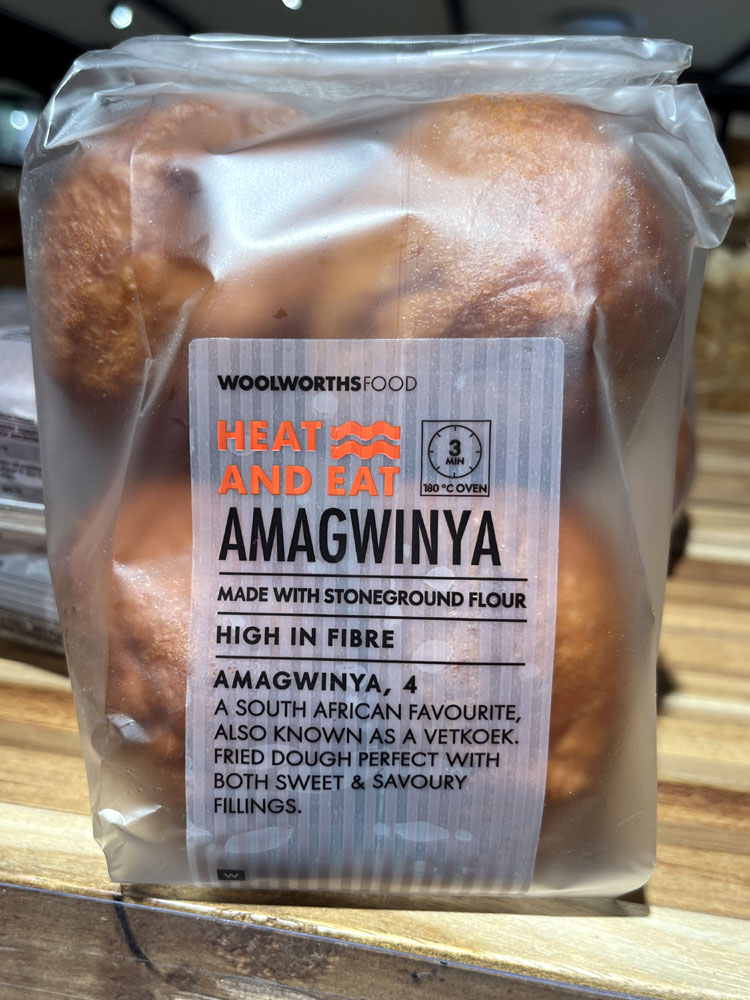 WOOLWORTHSFOOD
HEAT
AND EAT
3
MIN
180 °C OVEN
AMAGWINYA
MADE WITH STONEGROUND FLOUR
HIGH IN FIBRE
AMAGWINYA, 4
A SOUTH AFRICAN FAVOURITE,
ALSO KNOWN AS A VETKOEK.
FRIED DOUGH PERFECT WITH
BOTH SWEET & SAVOURY
FILLINGS.
W